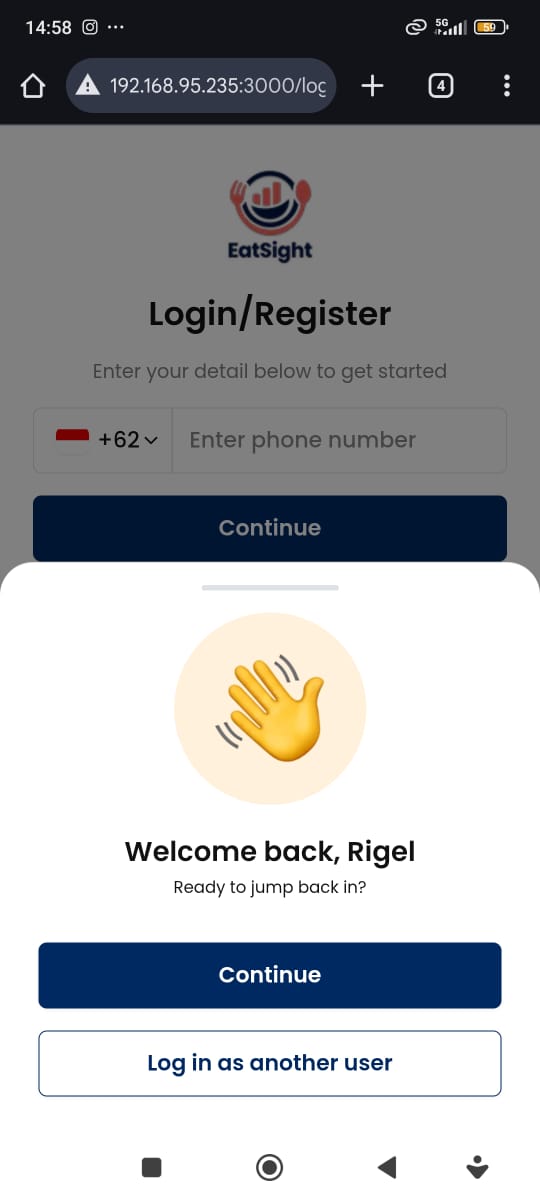 14:58
5G
59
192.168.95.235:3000/log
4
EatSight
Login/Register
Enter your detail below to get started
+62
Enter phone number
Continue
Welcome back, Rigel
Ready to jump back in?
Continue
Log in as another user